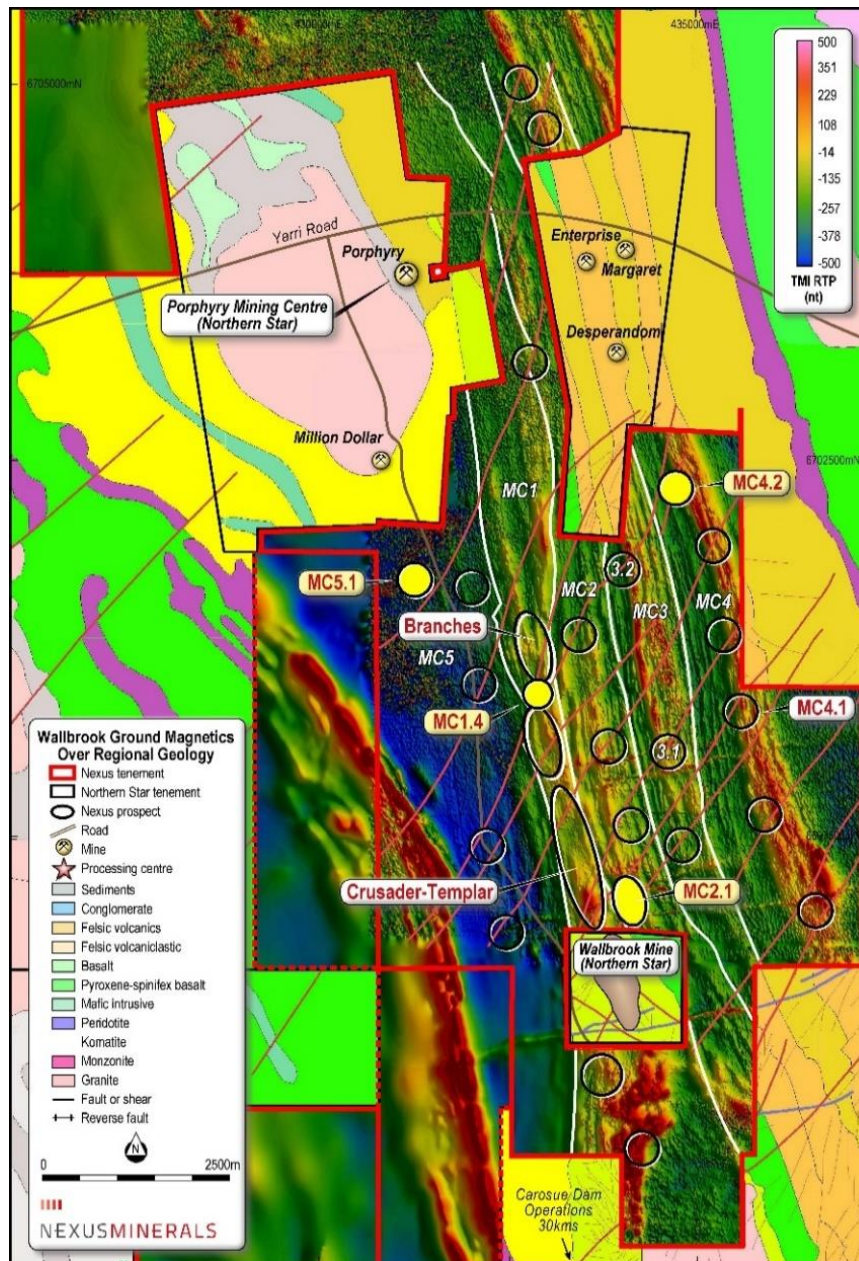 435000mE
6705000mN
500
351
229
108
-14
-135
-257
-378
-500
TMI RTP
(nt)
Yarri Road
Porphyry
Enterprise
Margaret
Porphyry Mining Centre
(Northern Star)
Desperandom
Million Dollar
6702500mN
MC1
MC4.2
3.2
MC5.1
MC2
MC3
MC4
Branches
MC5
MC1.4
MC4.1
3.1
Crusader-Templar
MC2.1
Wallbrook Mine
(Northern Star)
Wallbrook Ground Magnetics
Over Regional Geology
Nexus tenement
Northern Star tenement
Nexus prospect
Road
Mine
Processing centre
Sediments
Conglomerate
Felsic volcanics
Felsic volcaniclastic
Basalt
Pyroxene-spinifex basalt
Mafic intrusive
Peridotite
Komatite
Monzonite
Granite
Fault or shear
Reverse fault
N
0 2500m
NEXUSMINERALS
Carosue Dam
Operations
30kms